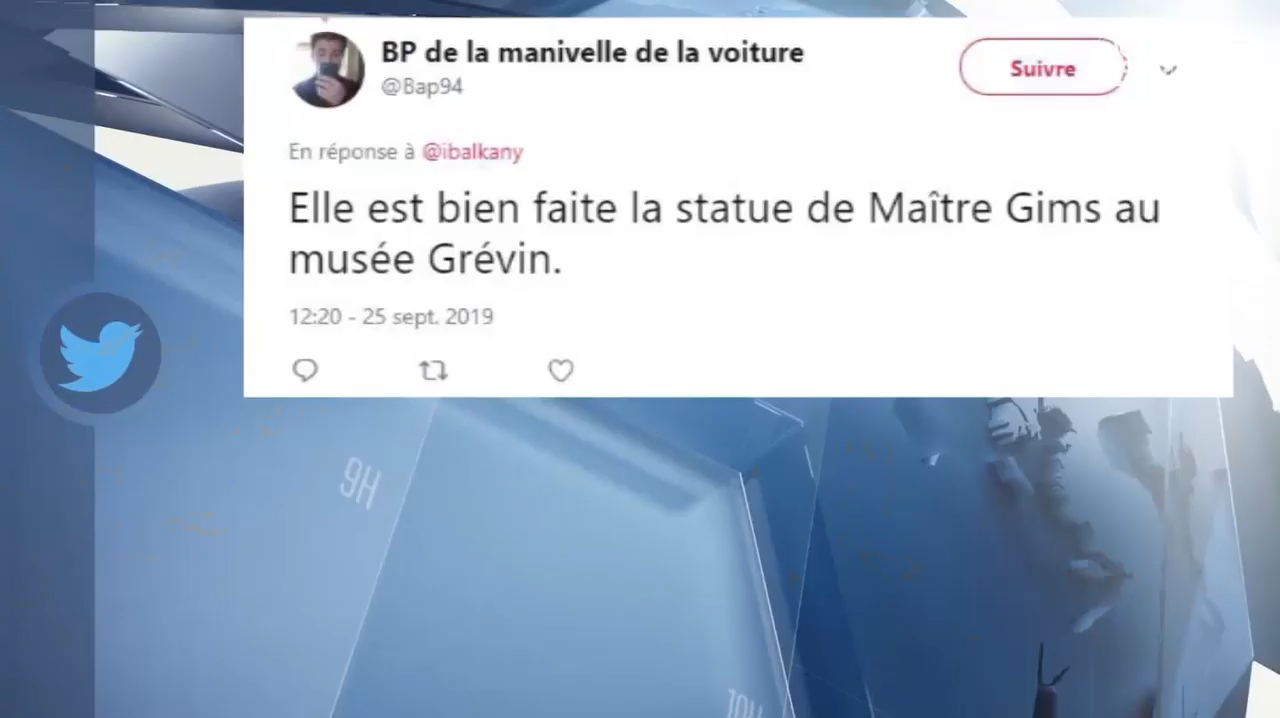 BP de la manivelle de la voiture
@Bap94
Suivre
En réponse à @ibalkany
Elle est bien faite la statue de Maître Gims au
musée Grévin.
12:20 - 25 sept. 2019
9H
10H